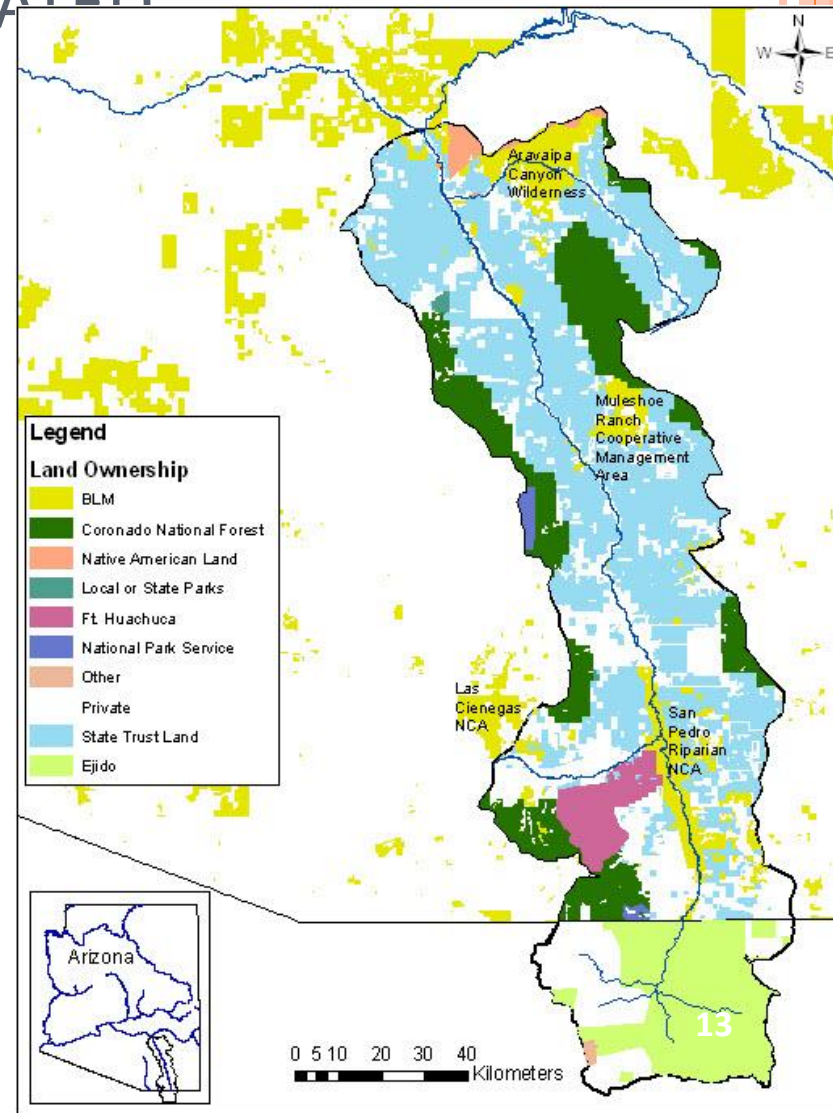 N
W E
S
Aravaipa
Canyon
Wilderness
Muleshoe
Ranch
Cooperative
Management
Area
Legend
Land Ownership
BLM
Coronado National Forest
Native American Land
Local or State Parks
Ft. Huachuca
National Park Service
Other
Private
State Trust Land
Ejido
Las
Cienegas
NCA
San
Pedro
Riparian
NCA
Arizona
13
0 5 10 20 30 40
Kilometers